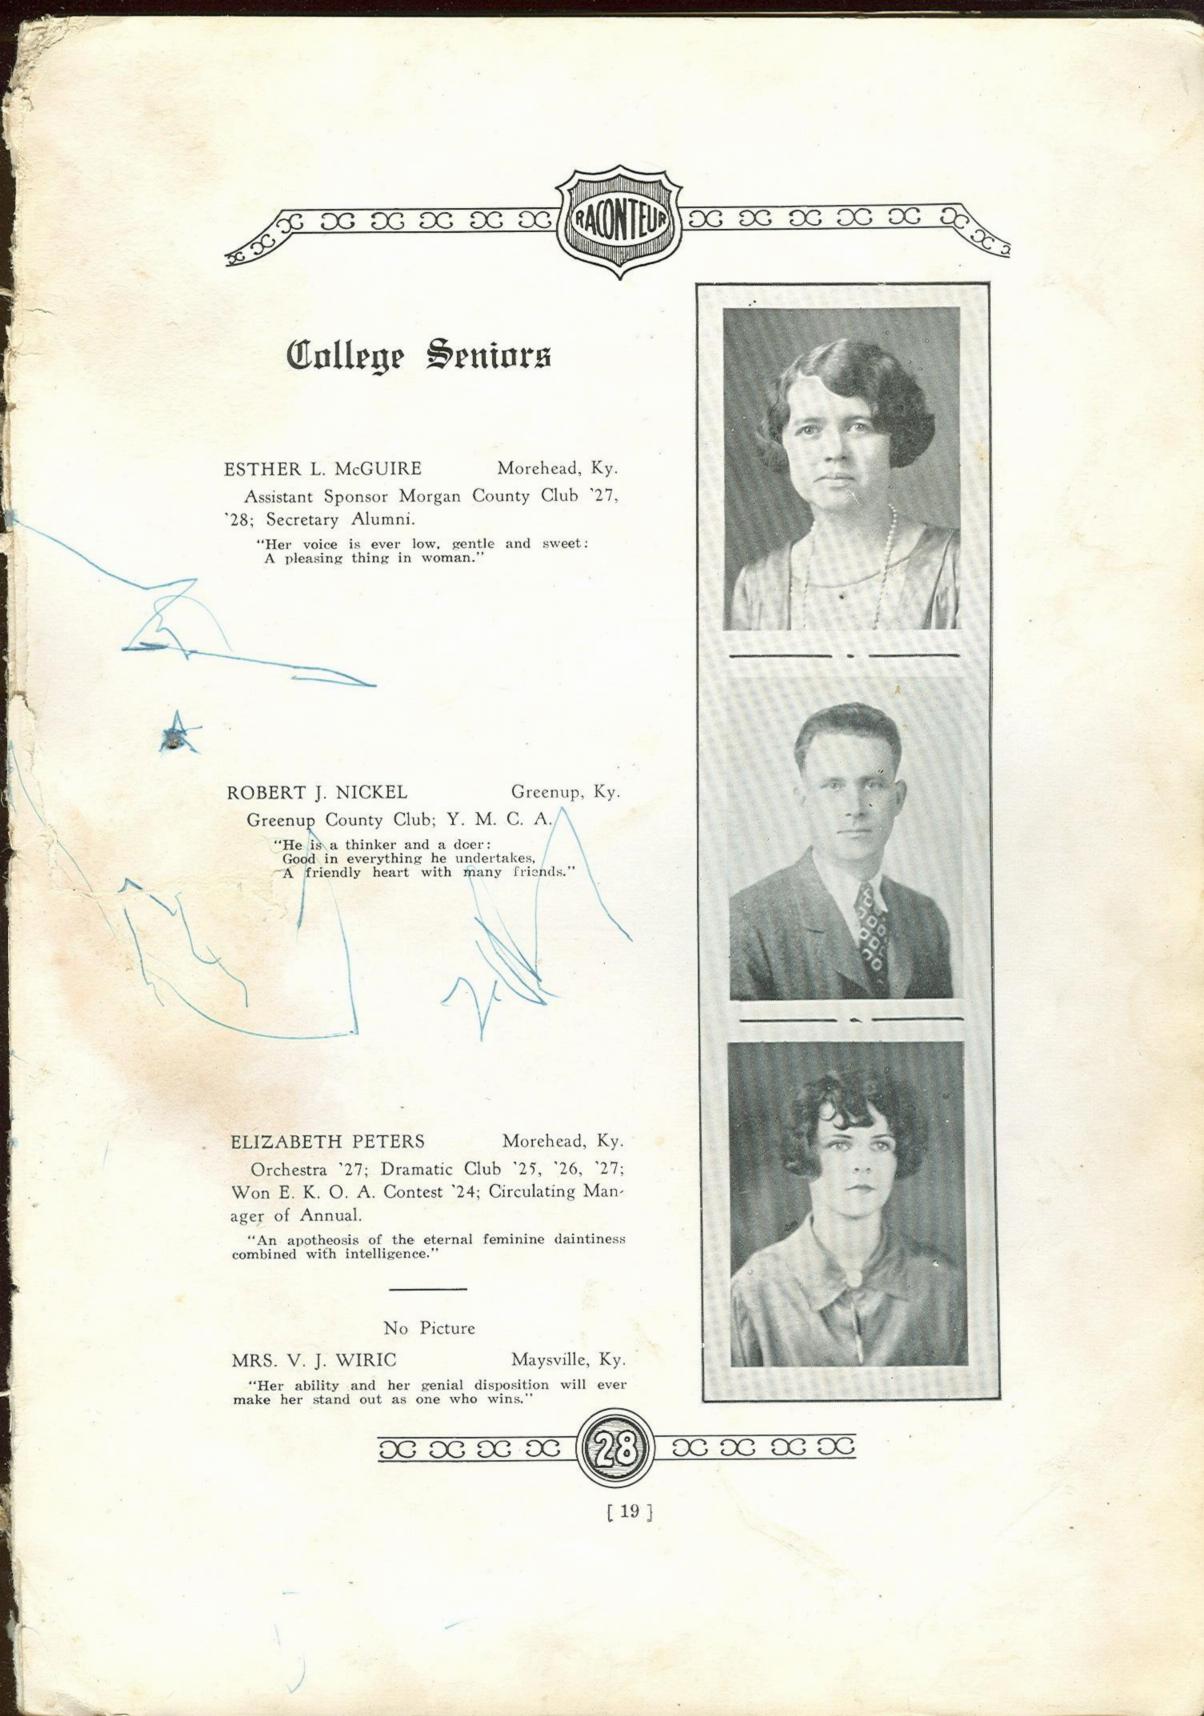 RACONTEUR
College Seniors
ESTHER L. McGUIRE Morehead, Ky.
Assistant Sponsor Morgan County Club '27,
'28; Secretary Alumni.
"Her voice is ever low, gentle and sweet:
A pleasing thing in woman."
ROBERT J. NICKEL Greenup, Ky.
Greenup County Club; Y. M. C. A.
"He is a thinker and a doer:
Good in everything he undertakes,
A friendly heart with many friends."
ELIZABETH PETERS Morehead, Ky.
Orchestra '27; Dramatic Club '25, '26, '27;
Won E. K. O. A. Contest '24; Circulating Man-
ager of Annual.
"An apotheosis of the eternal feminine daintiness
combined with intelligence."
No Picture
MRS. V. J. WIRIC Maysville, Ky.
"Her ability and her genial disposition will ever
make her stand out as one who wins."
28
[ 19 ]